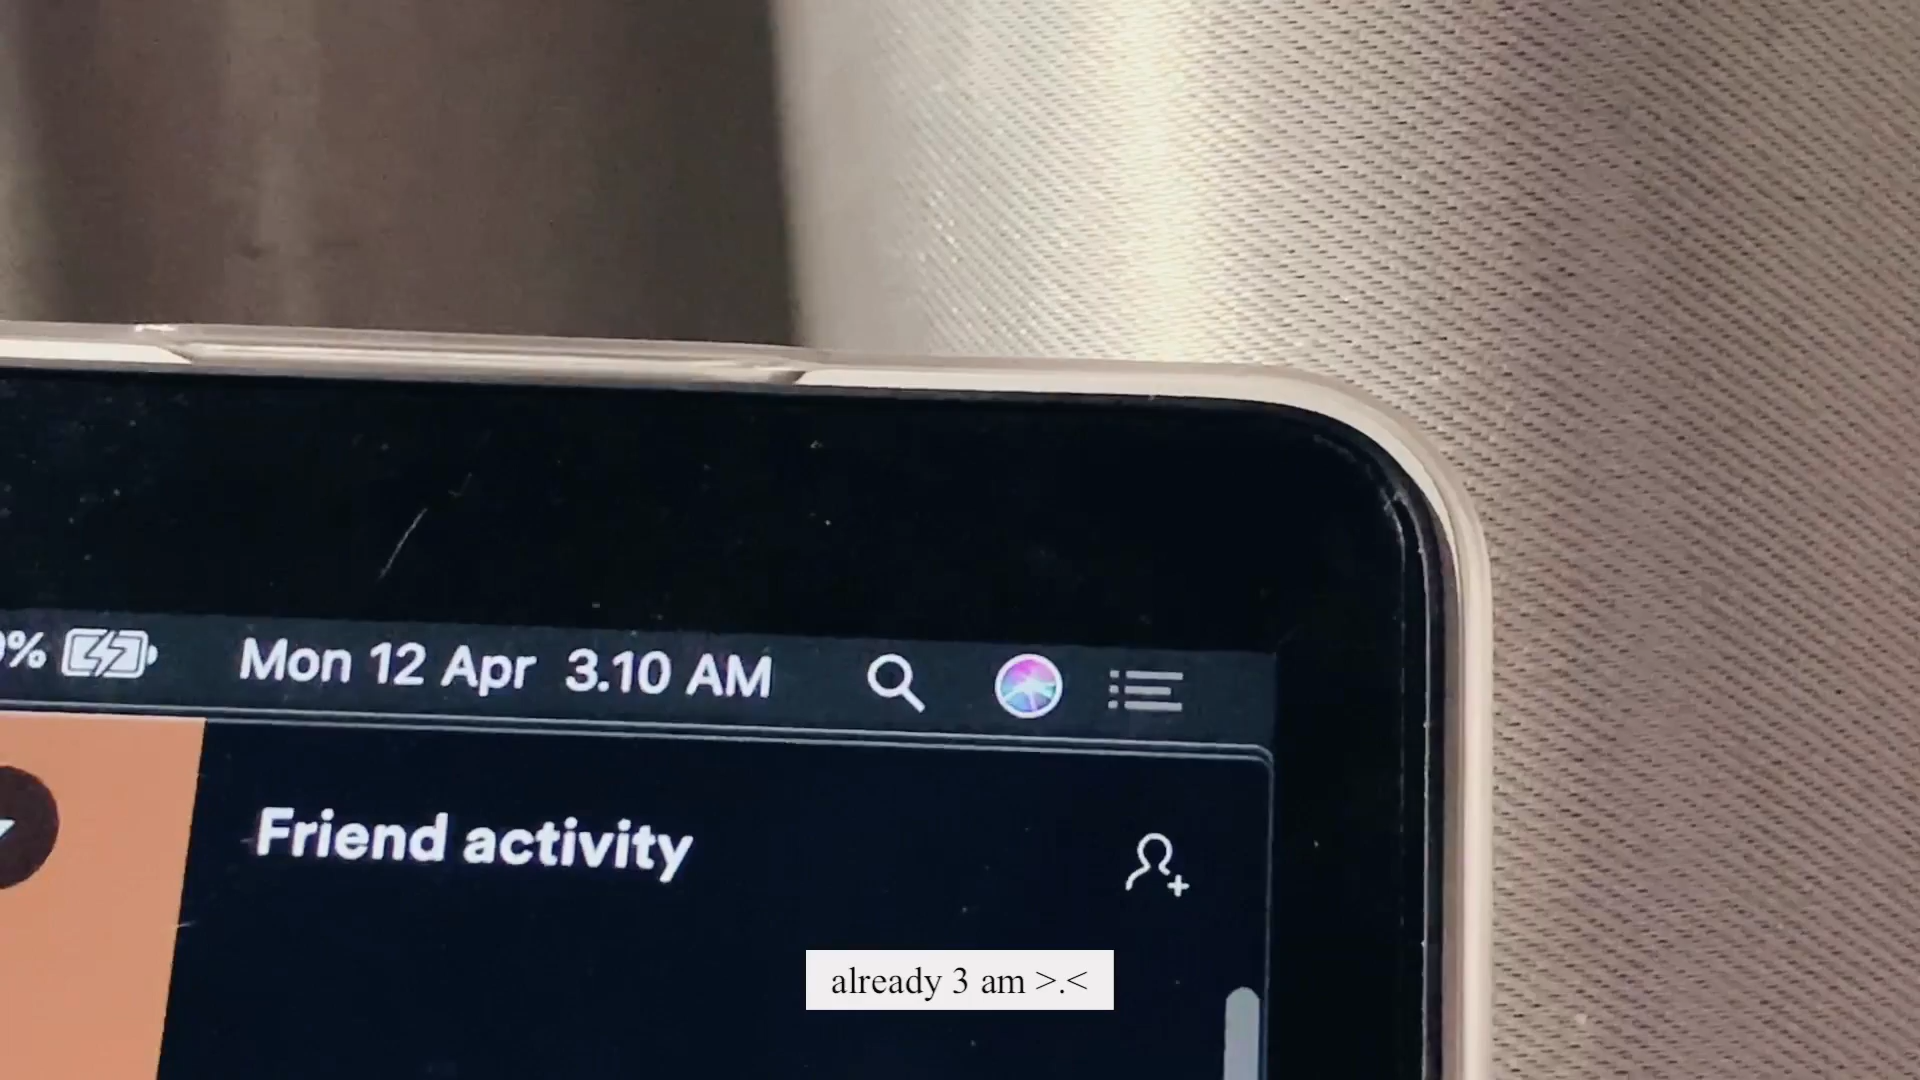 % Mon 12 Apr 3.10 AM
Friend activity
already 3 am >.<